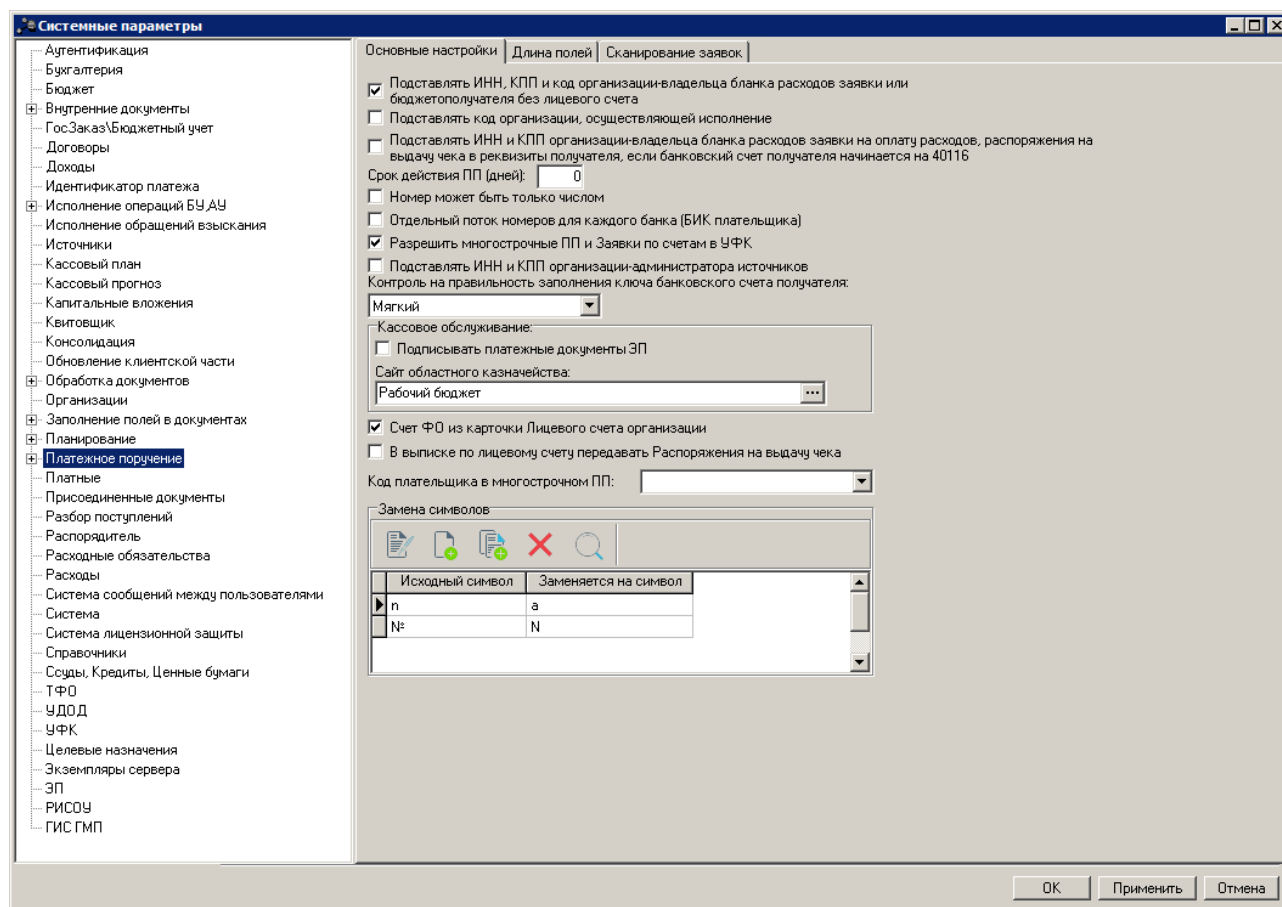 Системные параметры
Аутентификация
Бухгалтерия
Бюджет
Внутренние документы
ГосЗаказ\Бюджетный учет
Договоры
Доходы
Идентификатор платежа
Исполнение операций БУ,АУ
Исполнение обращений взыскания
Источники
Кассовый план
Кассовый прогноз
Капитальные вложения
Квитовщик
Консолидация
Обновление клиентской части
Обработка документов
Организации
Заполнение полей в документах
Планирование
Платежное поручение
Платные
Присоединенные документы
Разбор поступлений
Распорядитель
Расходные обязательства
Расходы
Система сообщений между пользователями
Система
Система лицензионной защиты
Справочники
Ссуды, Кредиты, Ценные бумаги
ТФО
УДОД
УФК
Целевые назначения
Экземпляры сервера
ЭП
РИСОУ
ГИС ГМП
Основные настройки Длина полей Сканирование заявок
Подставлять ИНН, КПП и код организации-владельца бланка расходов заявки или
бюджетополучателя без лицевого счета
Подставлять код организации, осуществляющей исполнение
Подставлять ИНН и КПП организации-владельца бланка расходов заявки на оплату расходов, распоряжения на
выдачу чека в реквизиты получателя, если банковский счет получателя начинается на 40116
Срок действия ПП (дней): 0
Номер может быть только числом
Отдельный поток номеров для каждого банка (БИК плательщика)
Разрешить многострочные ПП и Заявки по счетам в УФК
Подставлять ИНН и КПП организации-администратора источников
Контроль на правильность заполнения ключа банковского счета получателя:
Мягкий
Кассовое обслуживание:
Подписывать платежные документы ЭП
Сайт областного казначейства:
Рабочий бюджет ...
Счет ФО из карточки Лицевого счета организации
В выписке по лицевому счету передавать Распоряжения на выдачу чека
Код плательщика в многострочном ПП:
Замена символов
Исходный символ Заменяется на символ
п а
№ N
OK Применить Отмена